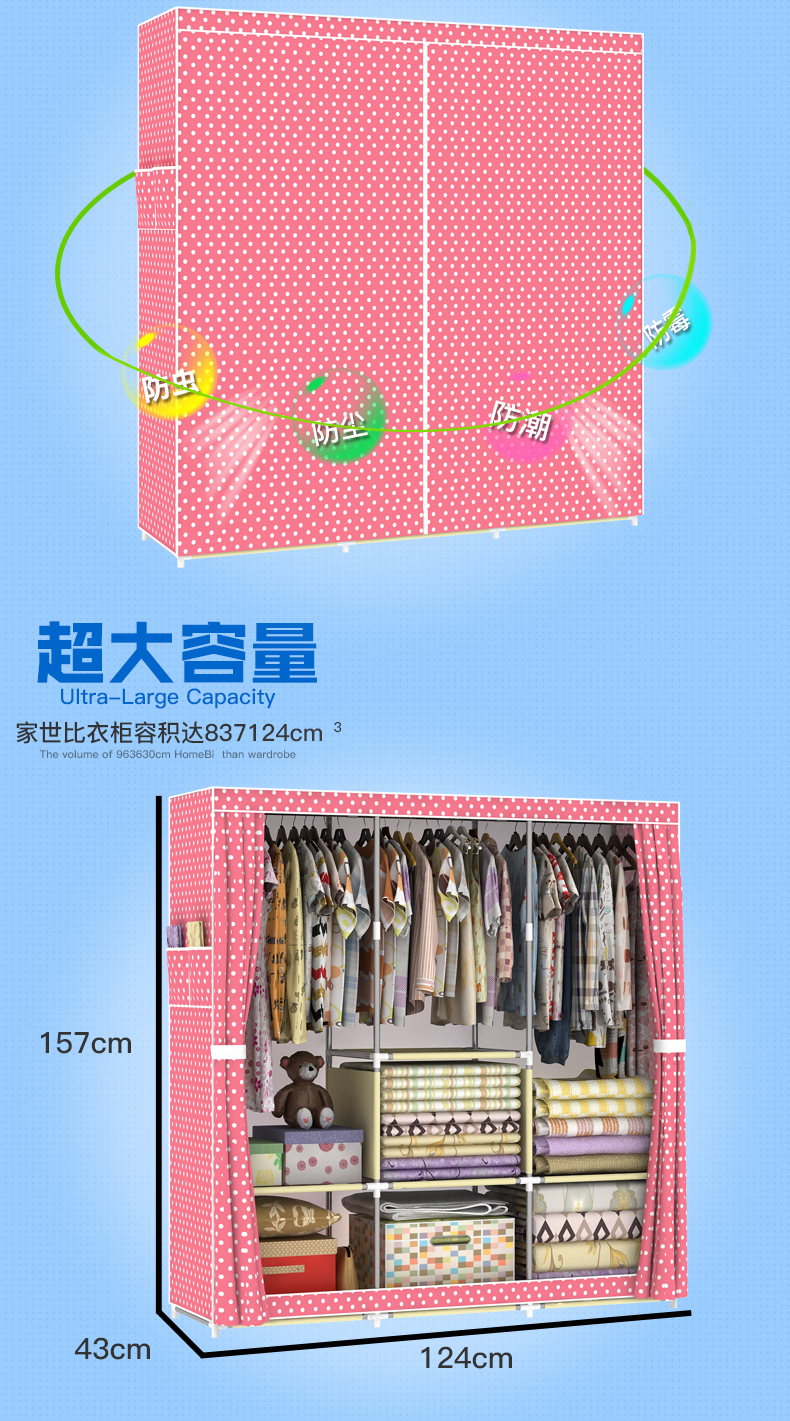 防虫
防尘
防潮
防霉
超大容量
Ultra-Large Capacity
家世比衣柜容积达837124cm ³
The volume of 963630cm HomeBi than wardrobe
157cm
43cm
124cm